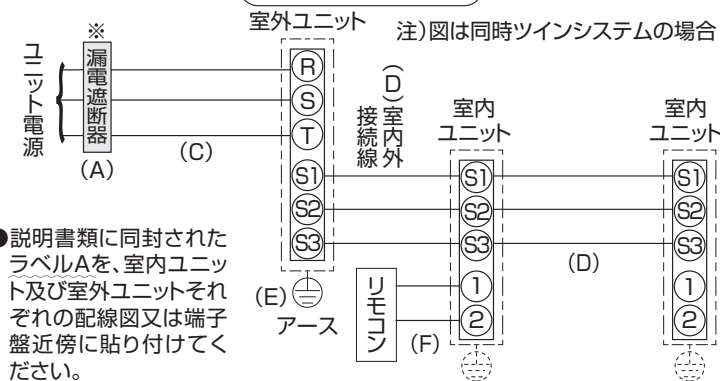 室外ユニット
注)図は同時ツインシステムの場合
※
漏電遮断器
ユニット電源
(A)
(C)
R
S
T
S1
S2
S3
(D)室内外
接続線
室内
ユニット
S1
S2
S3
1
2
(D)
室内
ユニット
S1
S2
S3
1
2
(E)
アース
リモコン
(F)
●説明書類に同封された
ラベルAを、室内ユニッ
ト及び室外ユニットそれ
ぞれの配線図又は端子
盤近傍に貼り付けてく
ださい。